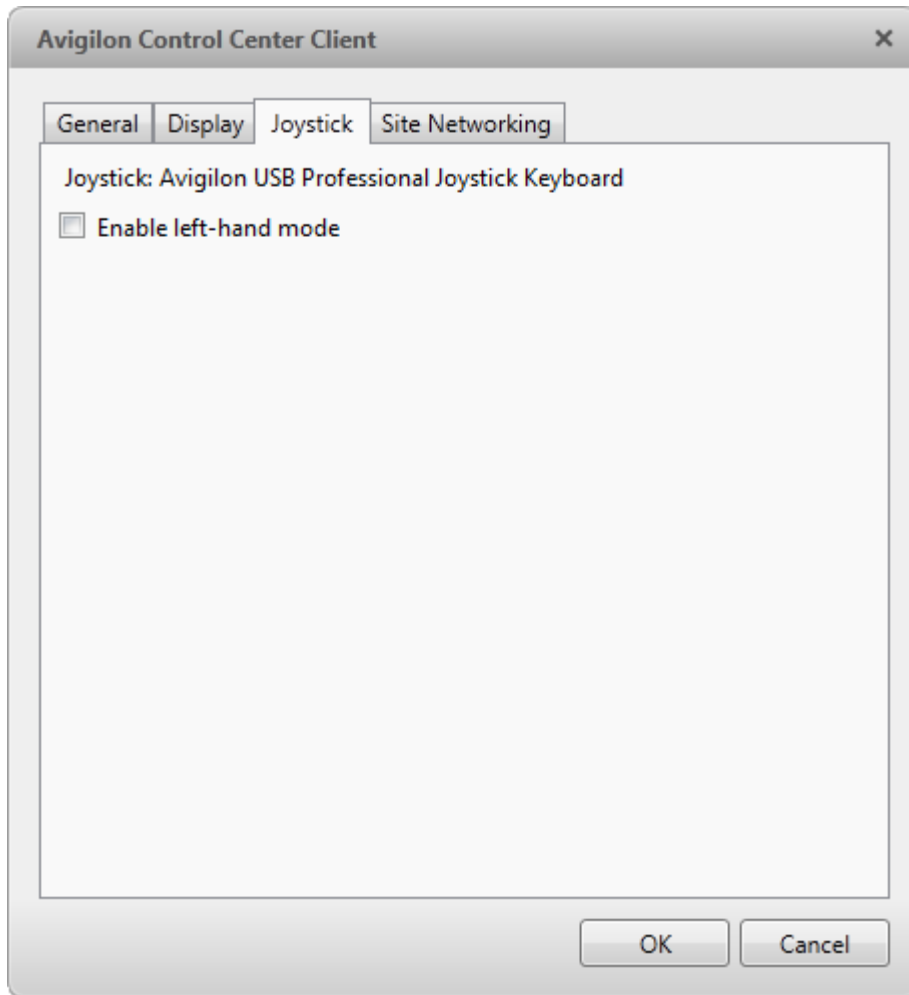 Avigilon Control Center Client
General Display Joystick Site Networking
Joystick: Avigilon USB Professional Joystick Keyboard
Enable left-hand mode
OK Cancel